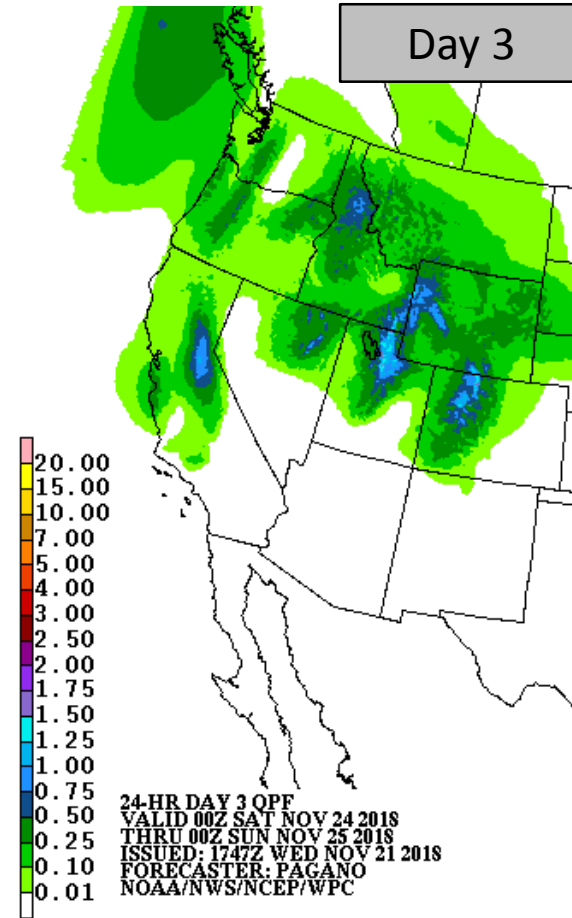 Day 3
20.00
15.00
10.00
7.00
5.00
4.00
3.00
2.50
2.00
1.75
1.50
1.25
1.00
0.75
0.50
0.25
0.10
0.01
24-HR DAY 3 QPF
VALID 00Z SAT NOV 24 2018
THRU 00Z SUN NOV 25 2018
ISSUED: 1747Z WED NOV 21 2018
FORECASTER: PAGANO
NOAA/NWS/NCEP/WPC